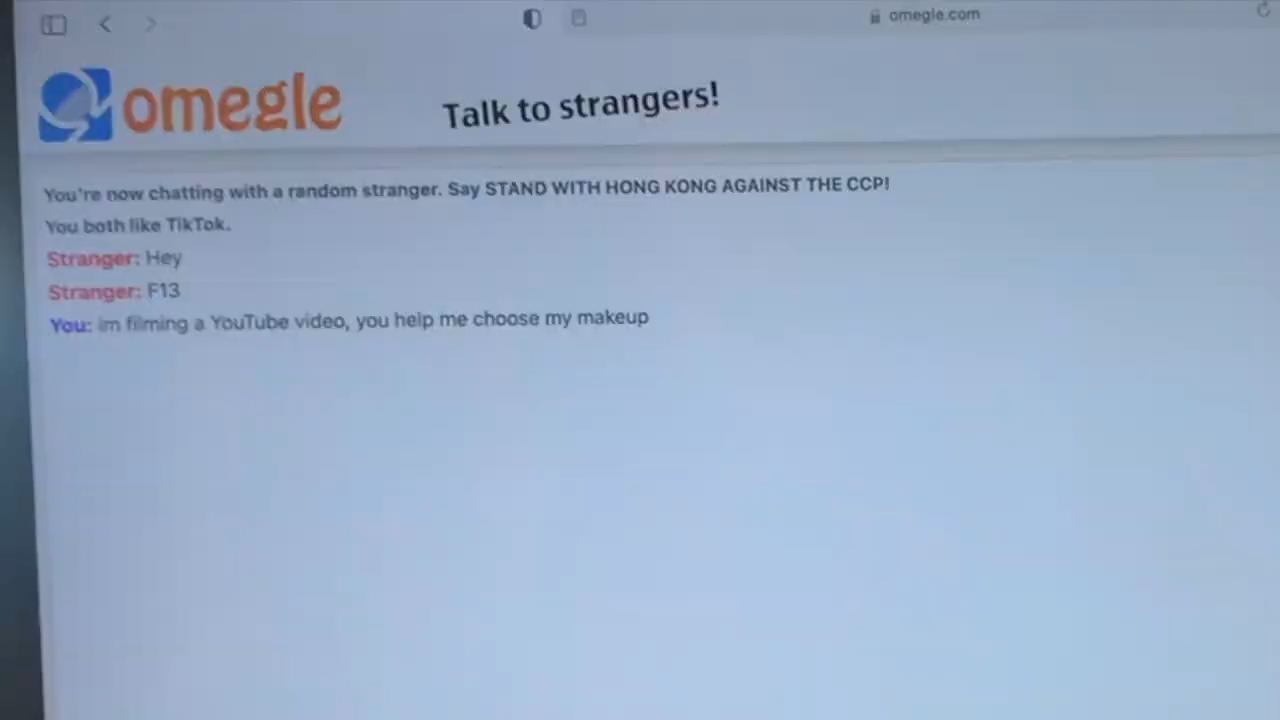 omegle.com
omegle Talk to strangers!
You're now chatting with a random stranger. Say STAND WITH HONG KONG AGAINST THE CCP!
You both like TikTok.
Stranger: Hey
Stranger: F13
You: im filming a YouTube video, you help me choose my makeup